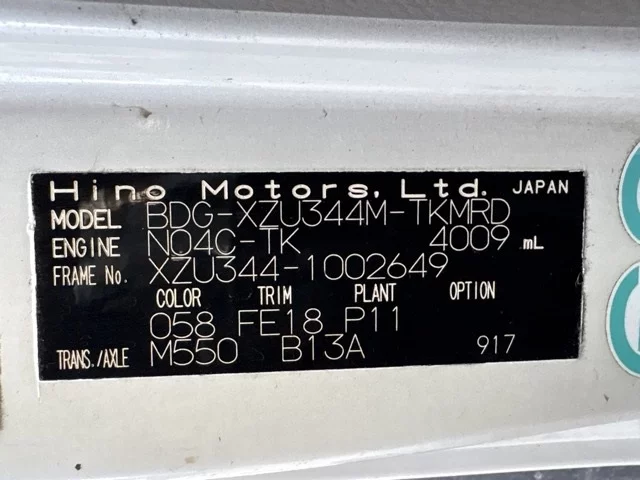 Hino Motors, Ltd. JAPAN
MODEL BDG-XZU344M-TKMRD
ENGINE N04C-TK 4009 mL
FRAME No. XZU344-1002649
COLOR TRIM PLANT OPTION
058 FE18 P11
TRANS./AXLE M550 B13A 917